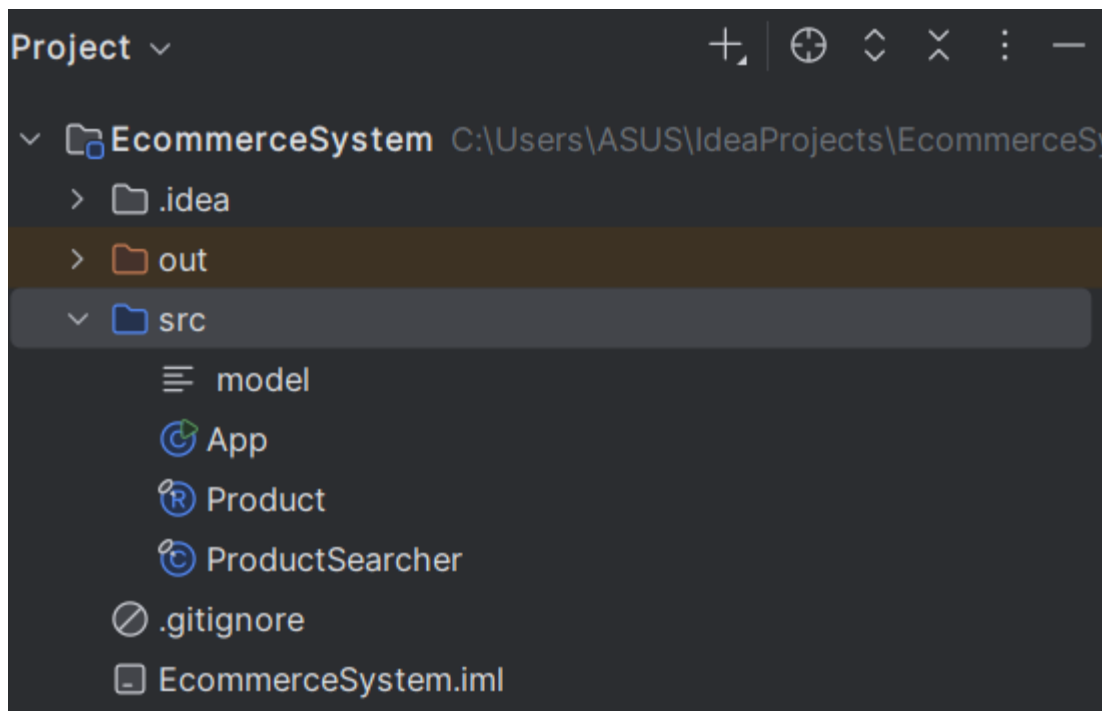 Project
EcommerceSystem C:\Users\ASUS\IdeaProjects\EcommerceSy
.idea
out
src
model
App
Product
ProductSearcher
.gitignore
EcommerceSystem.iml